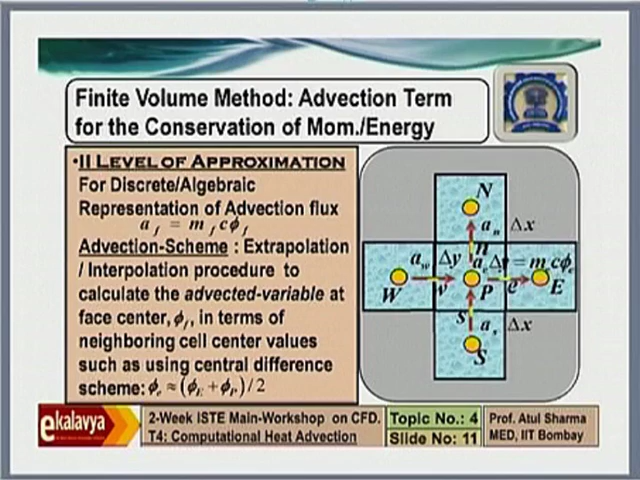 Finite Volume Method: Advection Term
for the Conservation of Mom./Energy
•II LEVEL OF APPROXIMATION
For Discrete/Algebraic
Representation of Advection flux
a_f = m_f cϕ_f
Advection-Scheme : Extrapolation
/ Interpolation procedure to
calculate the advected-variable at
face center, ϕ_f, in terms of
neighboring cell center values
such as using central difference
scheme: ϕ_e ≈ (ϕ_E + ϕ_P)/2
N
a_n Δx
n
a_w Δy a_e Δy = m_e cϕ_e
W w P e E
s a_s Δx
S
ekalavya
2-Week ISTE Main-Workshop on CFD.
T4: Computational Heat Advection
Topic No.: 4
Slide No.: 11
Prof. Atul Sharma
MED, IIT Bombay